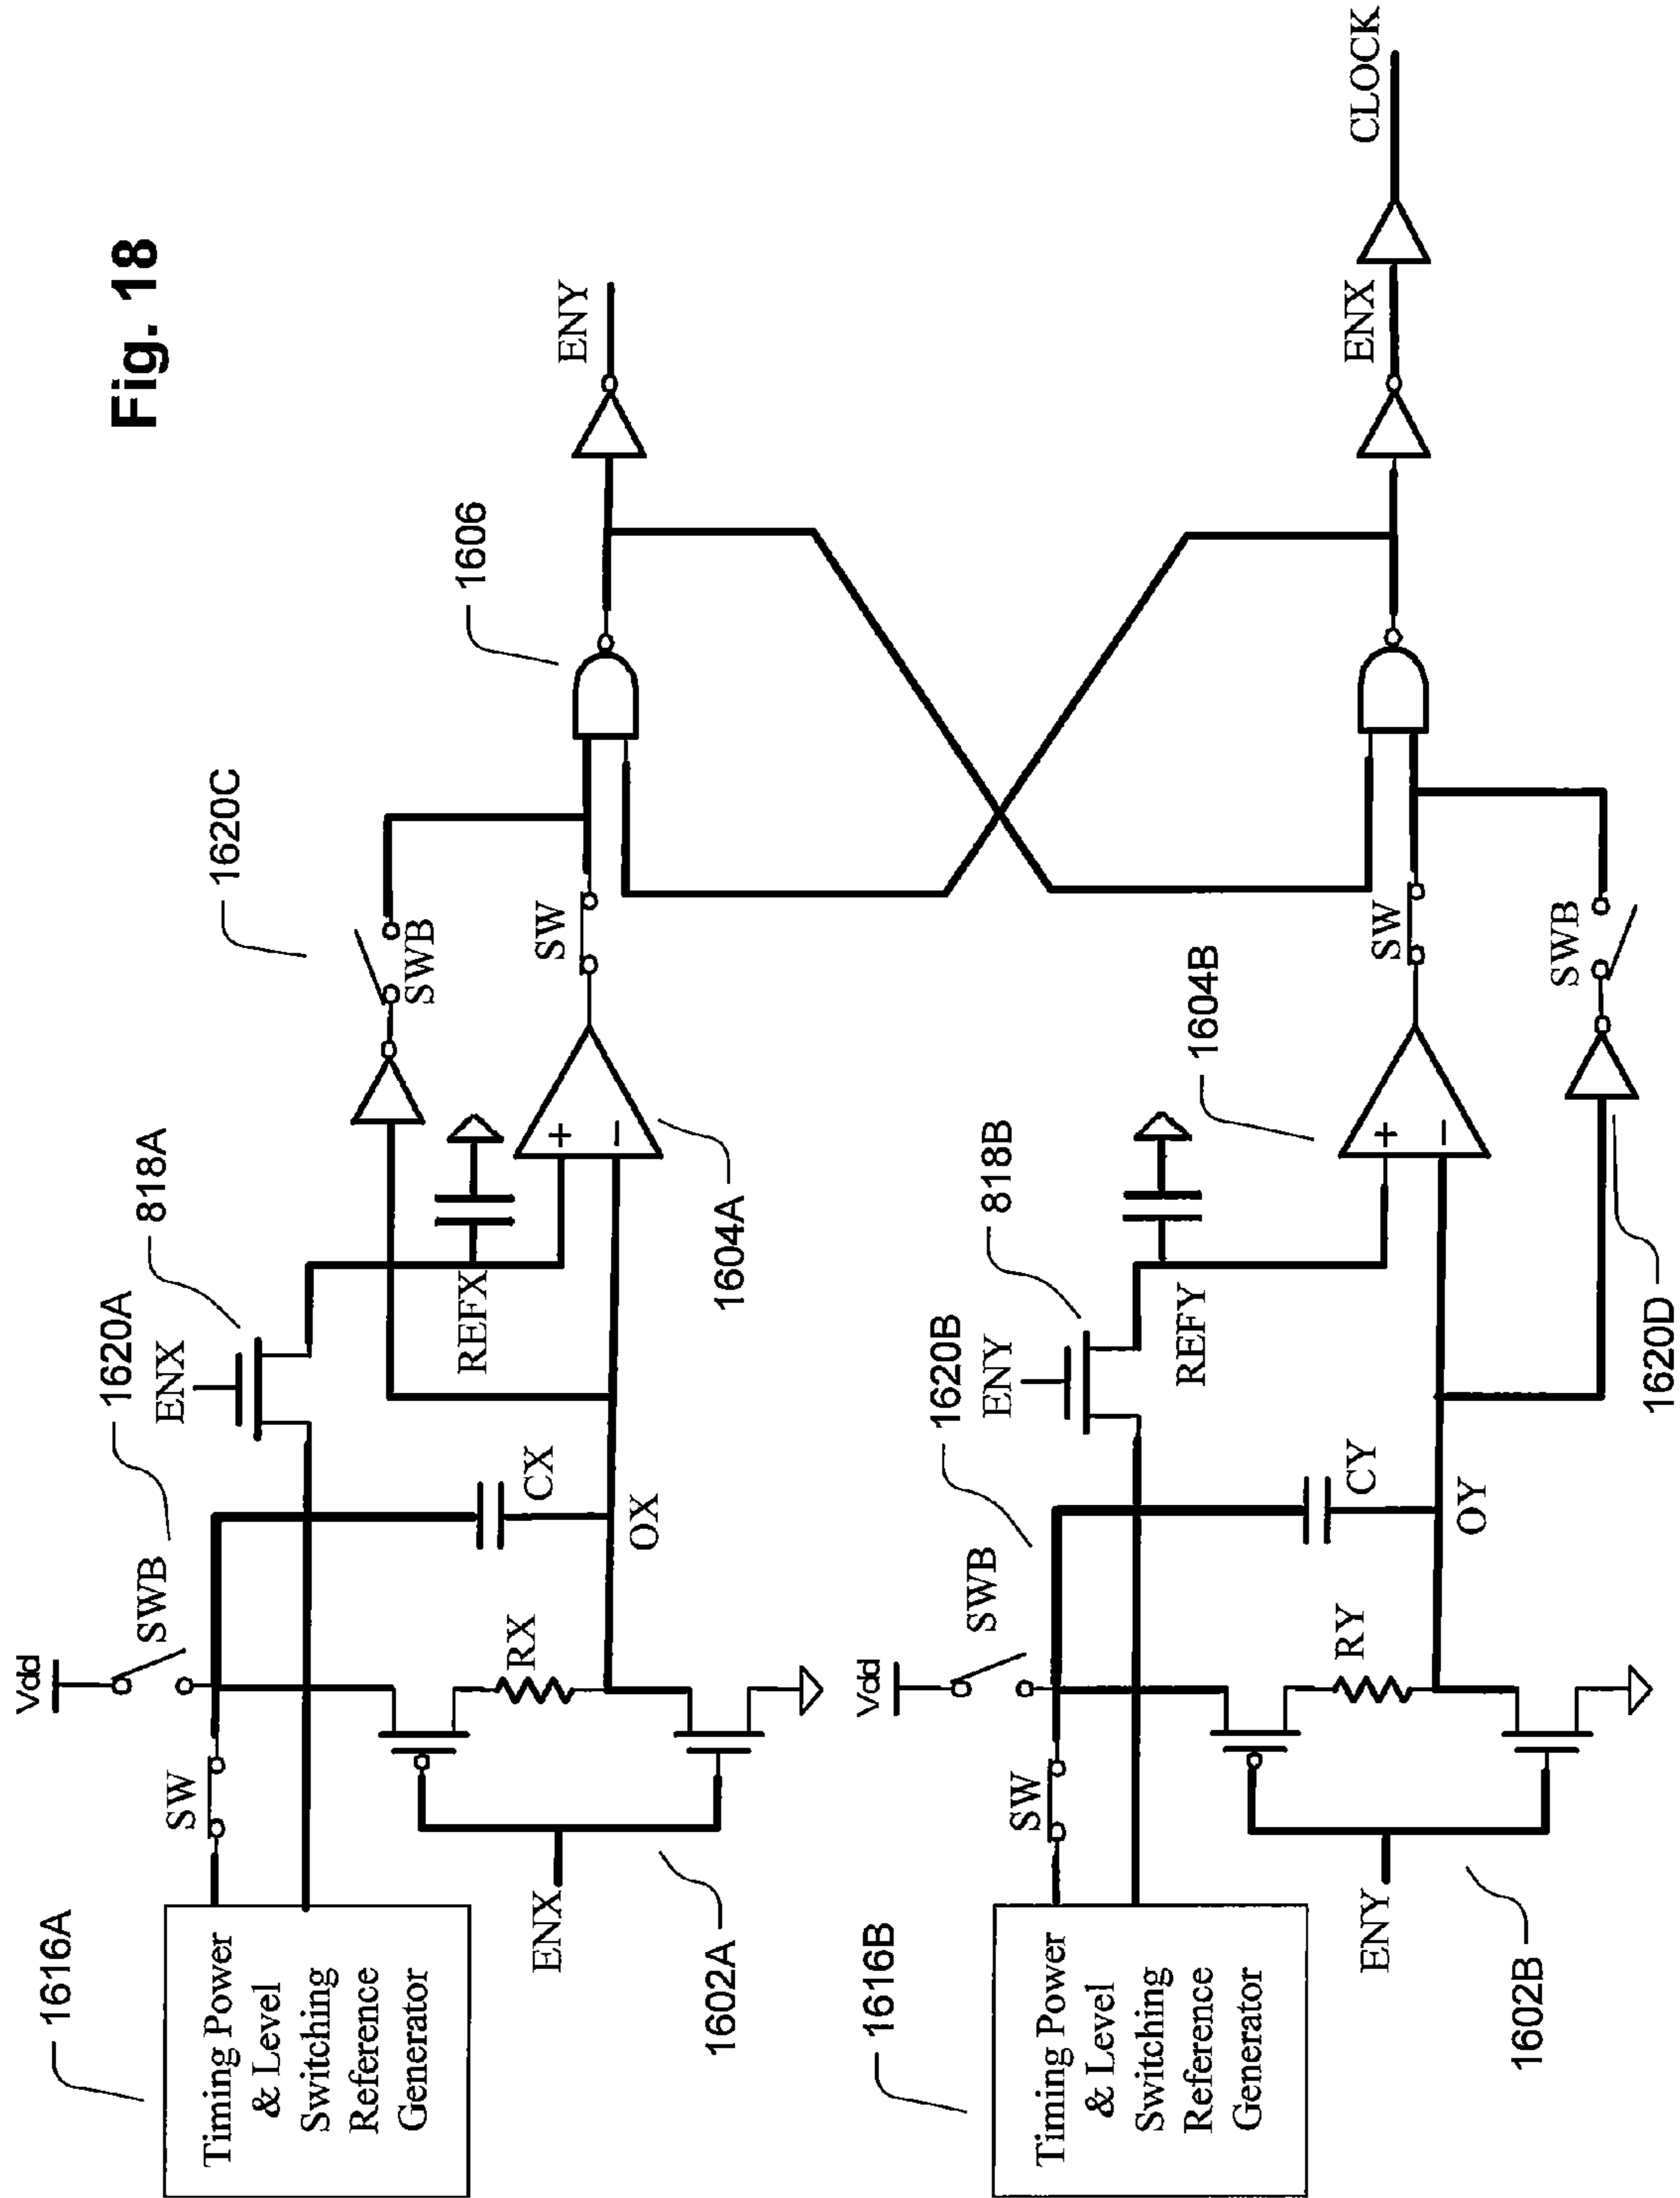 Fig. 18
1616A
Timing Power
& Level
Switching
Reference
Generator
SW
Vdd
SWB
1620A
ENX
818A
1620C
SWB
RX
CX
REFX
SW
1606
ENY
ENX
1602A
OX
1604A
1616B
Timing Power
& Level
Switching
Reference
Generator
SW
Vdd
SWB
1620B
ENY
818B
1604B
RY
CY
REFY
SW
ENX
CLOCK
ENY
1602B
OY
1620D
SWB
+
−
+
−